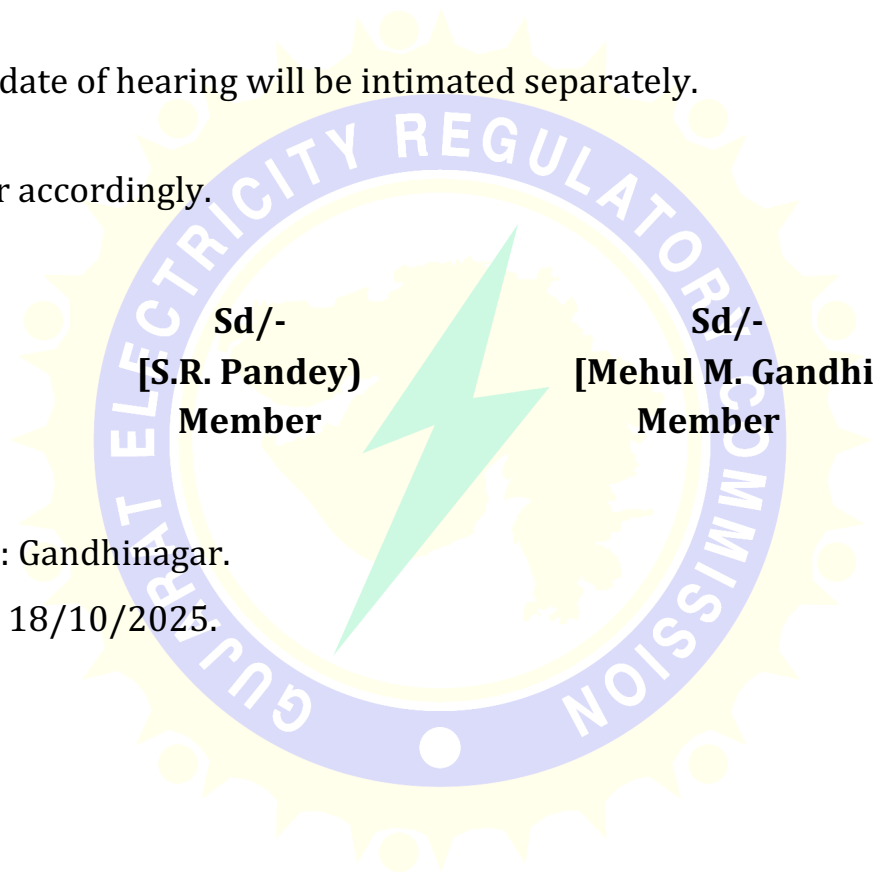 date of hearing will be intimated separately.
r accordingly.
Sd/- Sd/-
[S.R. Pandey) [Mehul M. Gandhi
Member Member
: Gandhinagar.
18/10/2025.
GUJARAT ELECTRICITY REGULATORY COMMISSION